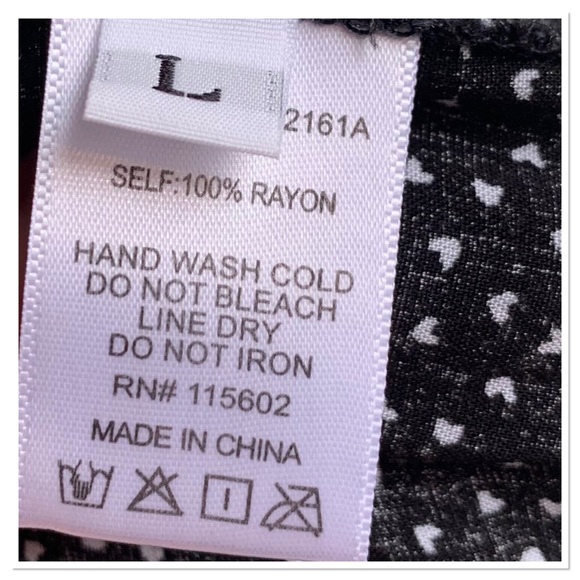 L
2161A
SELF:100% RAYON
HAND WASH COLD
DO NOT BLEACH
LINE DRY
DO NOT IRON
RN# 115602
MADE IN CHINA